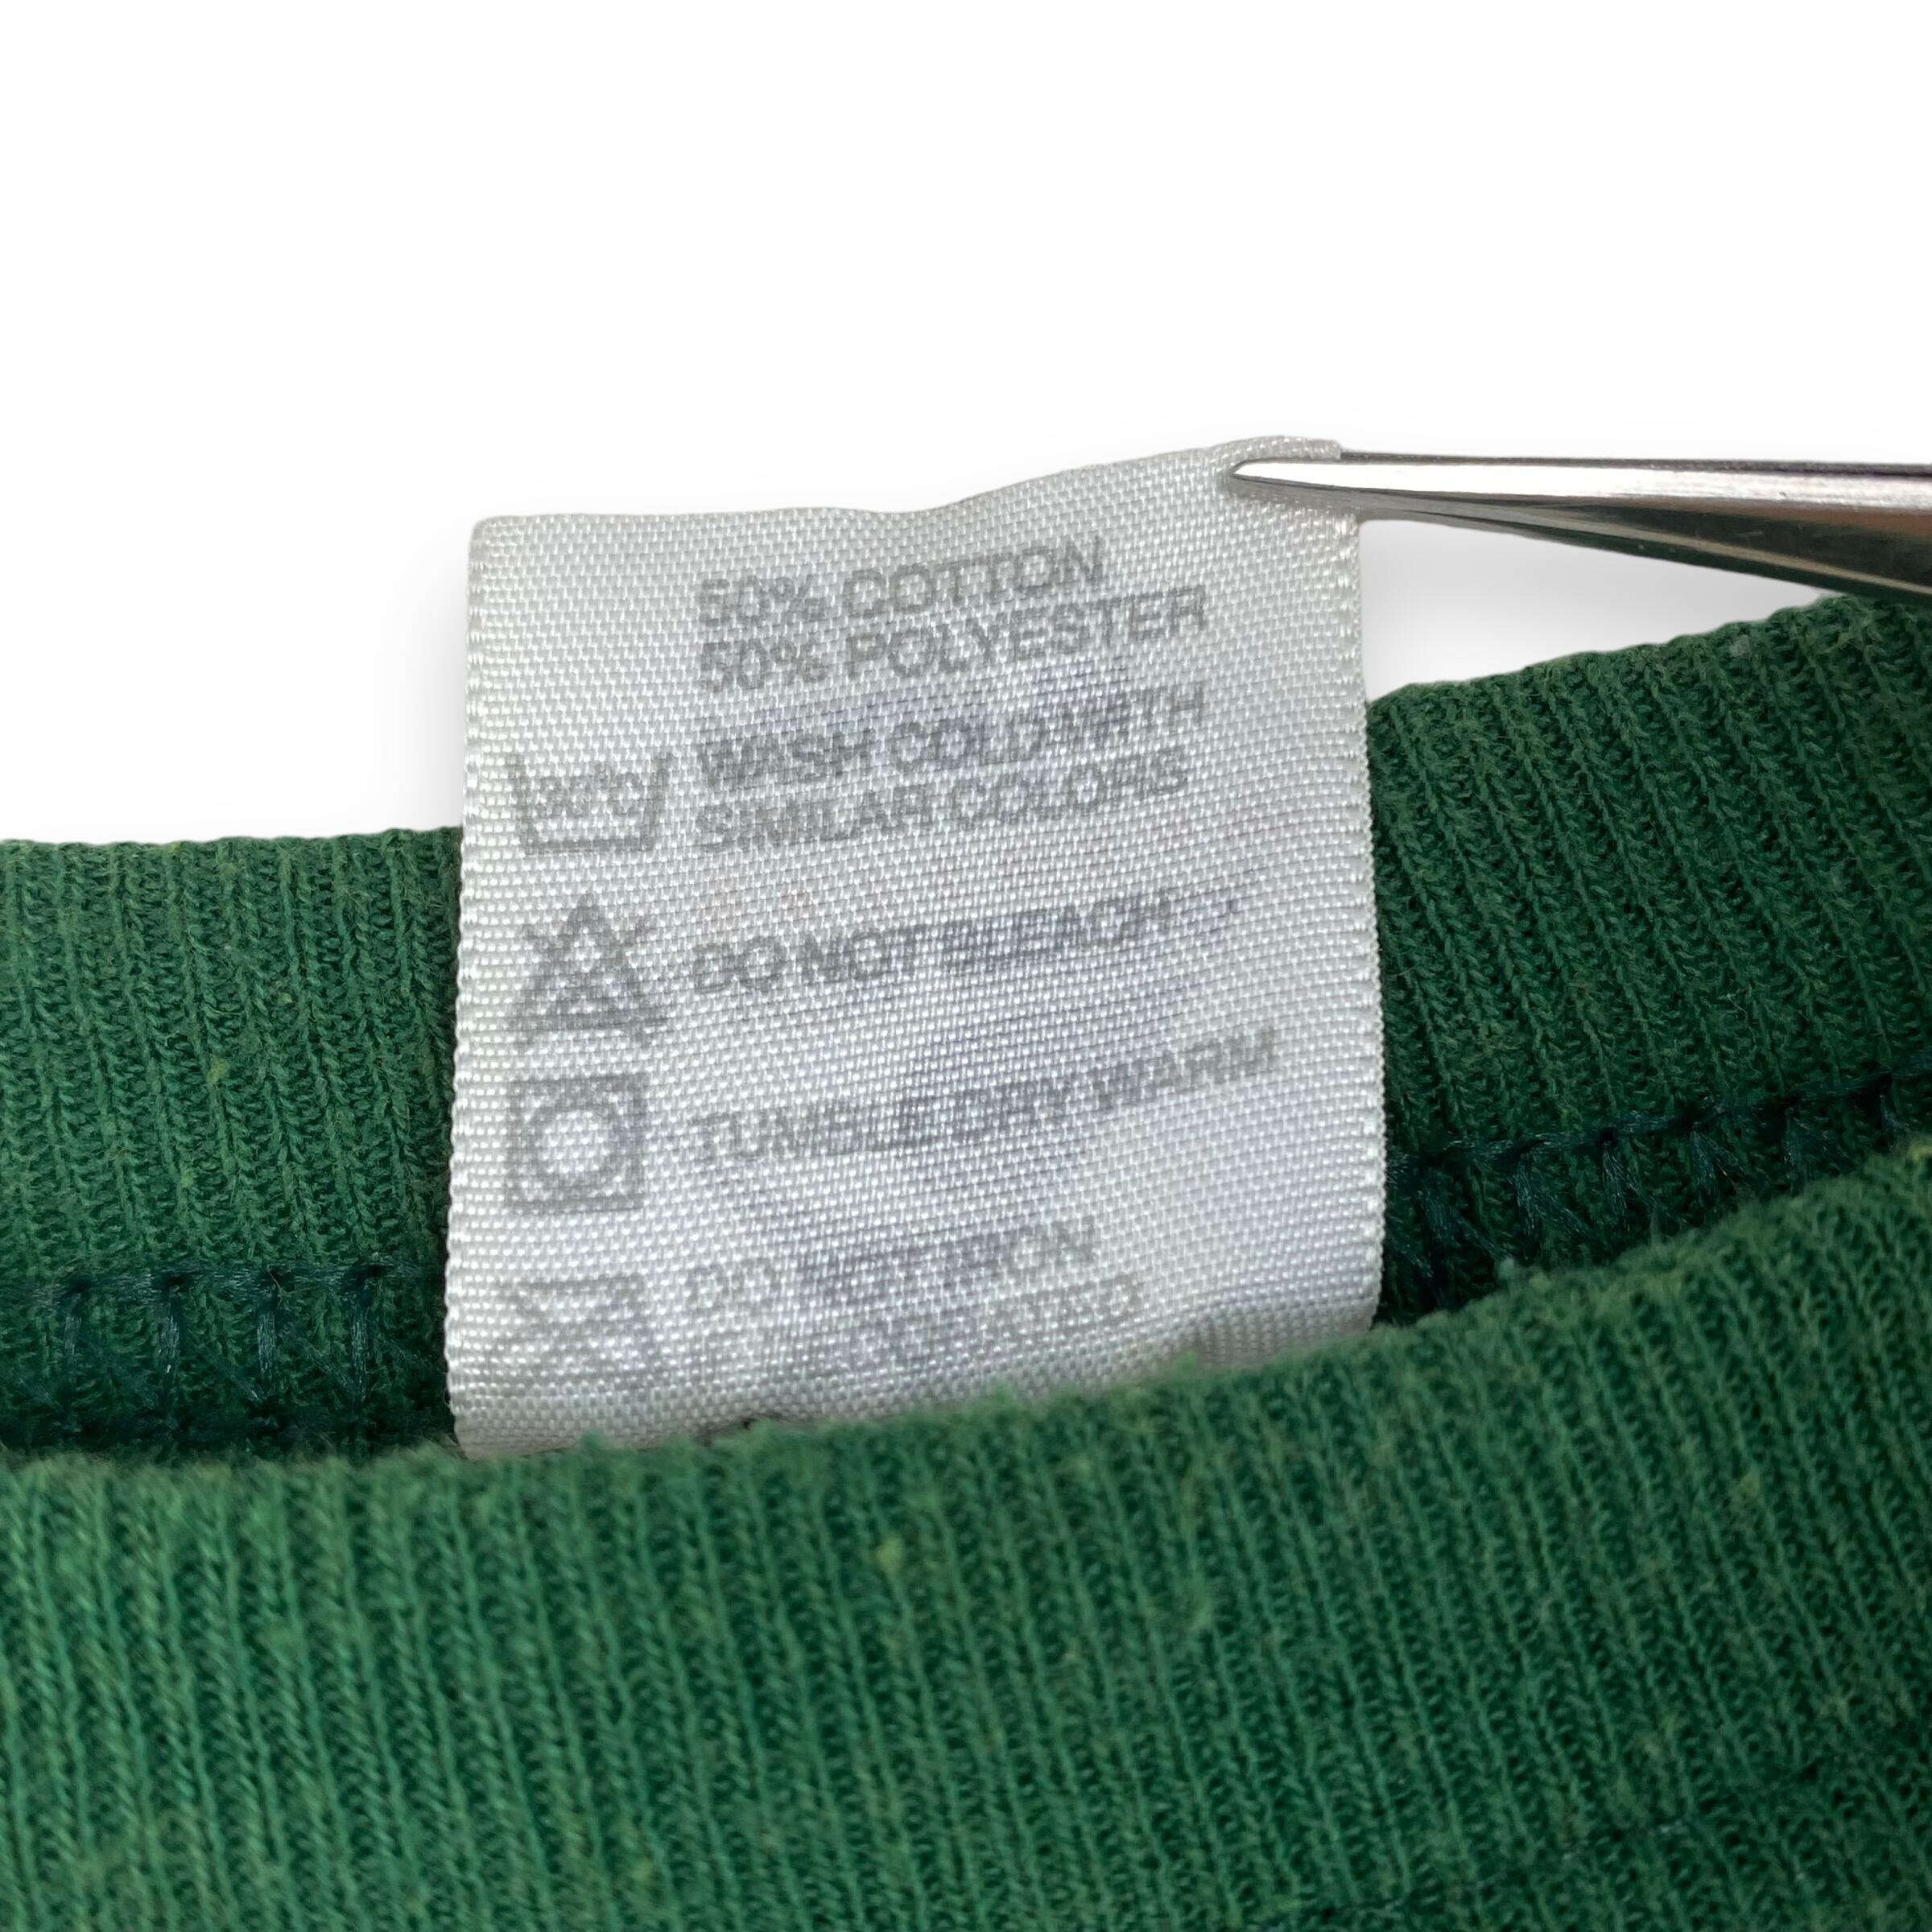 50% COTTON
50% POLYESTER
WASH COLD WITH
SIMILAR COLORS
DO NOT BLEACH
TUMBLE DRY WARM
DO NOT IRON